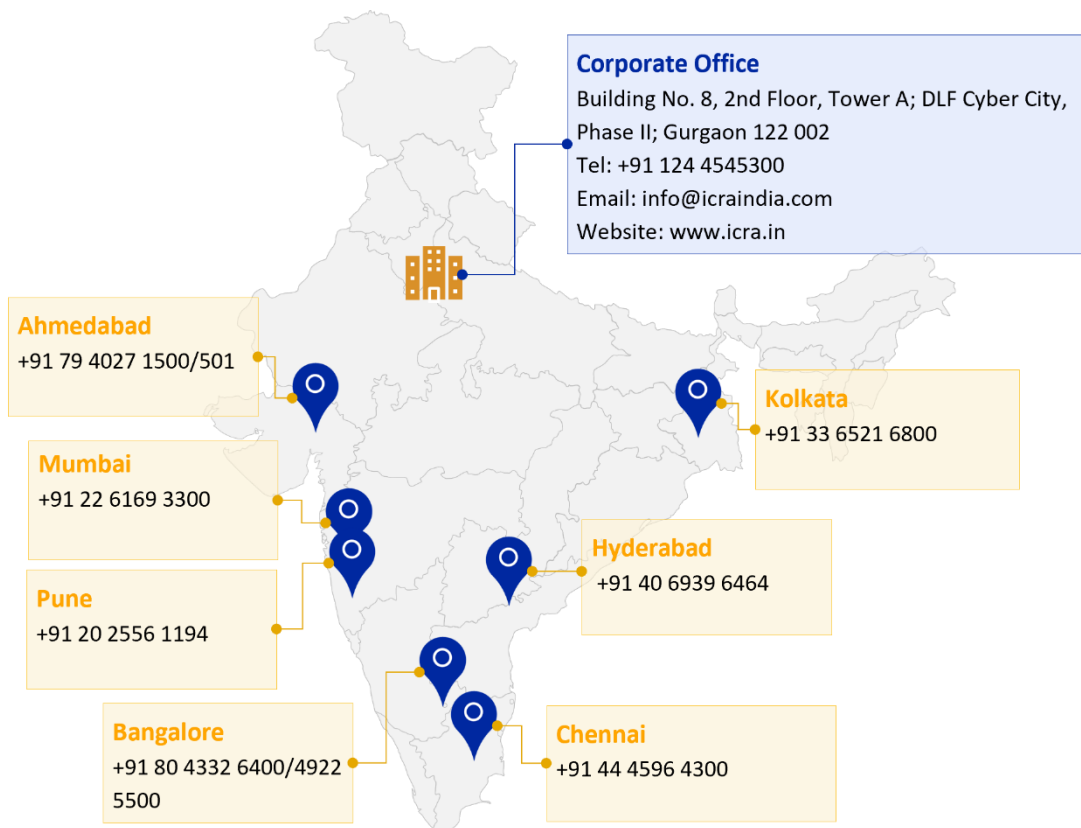 Corporate Office
Building No. 8, 2nd Floor, Tower A; DLF Cyber City,
Phase II; Gurgaon 122 002
Tel: +91 124 4545300
Email: info@icraindia.com
Website: www.icra.in
Ahmedabad
+91 79 4027 1500/501
Kolkata
+91 33 6521 6800
Mumbai
+91 22 6169 3300
Hyderabad
+91 40 6939 6464
Pune
+91 20 2556 1194
Bangalore
+91 80 4332 6400/4922
5500
Chennai
+91 44 4596 4300